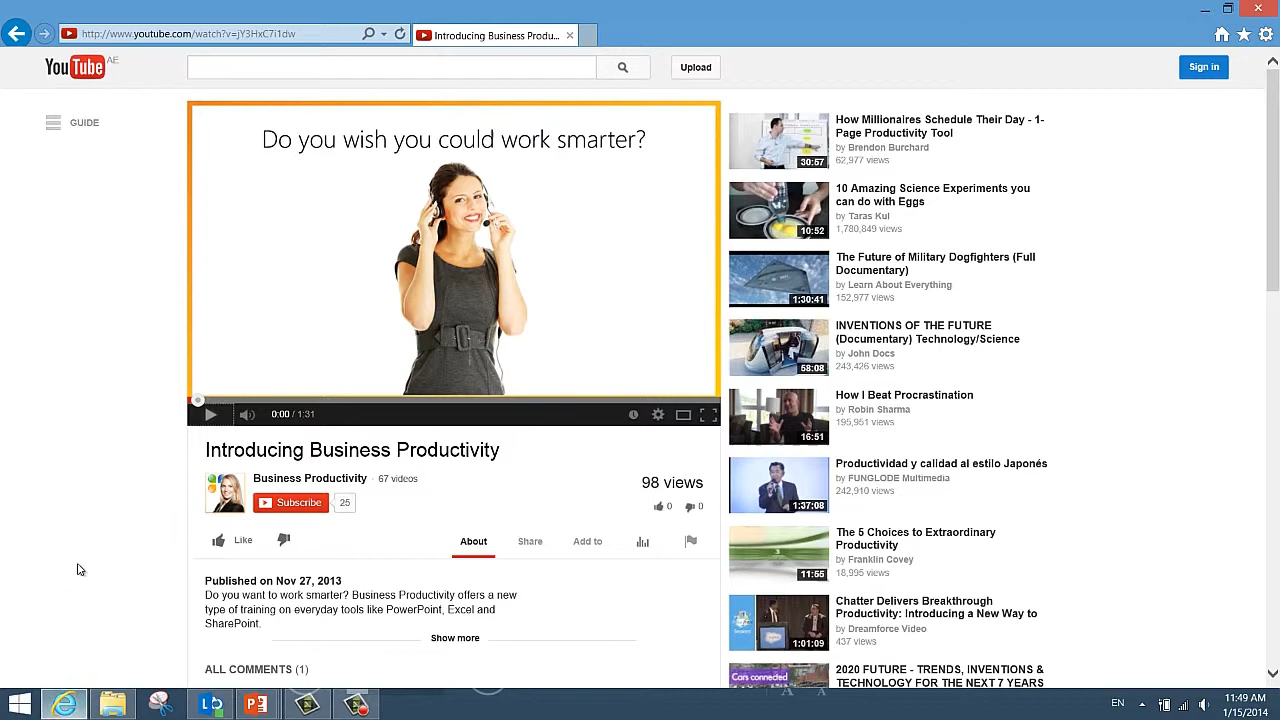 http://www.youtube.com/watch?v=jY3HxC7i1dw
Introducing Business Produ...
YouTube AE
Upload
Sign in
GUIDE
Do you wish you could work smarter?
0:00 / 1:31
Introducing Business Productivity
Business Productivity · 67 videos
Subscribe 25
98 views
0 0
Like
About Share Add to
Published on Nov 27, 2013
Do you want to work smarter? Business Productivity offers a new
type of training on everyday tools like PowerPoint, Excel and
SharePoint.
Show more
ALL COMMENTS (1)
30:57
How Millionaires Schedule Their Day - 1-
Page Productivity Tool
by Brendon Burchard
62,977 views
10:52
10 Amazing Science Experiments you
can do with Eggs
by Taras Kul
1,780,849 views
1:30:41
The Future of Military Dogfighters (Full
Documentary)
by Learn About Everything
152,977 views
58:08
INVENTIONS OF THE FUTURE
(Documentary) Technology/Science
by John Docs
243,426 views
16:51
How I Beat Procrastination
by Robin Sharma
195,951 views
1:37:08
Productividad y calidad al estilo Japonés
by FUNGLODE Multimedia
242,910 views
11:55
The 5 Choices to Extraordinary
Productivity
by Franklin Covey
18,995 views
1:01:09
Chatter Delivers Breakthrough
Productivity: Introducing a New Way to
by Dreamforce Video
437 views
Cars connected
2020 FUTURE - TRENDS, INVENTIONS &
TECHNOLOGY FOR THE NEXT 7 YEARS
EN
11:49 AM
1/15/2014